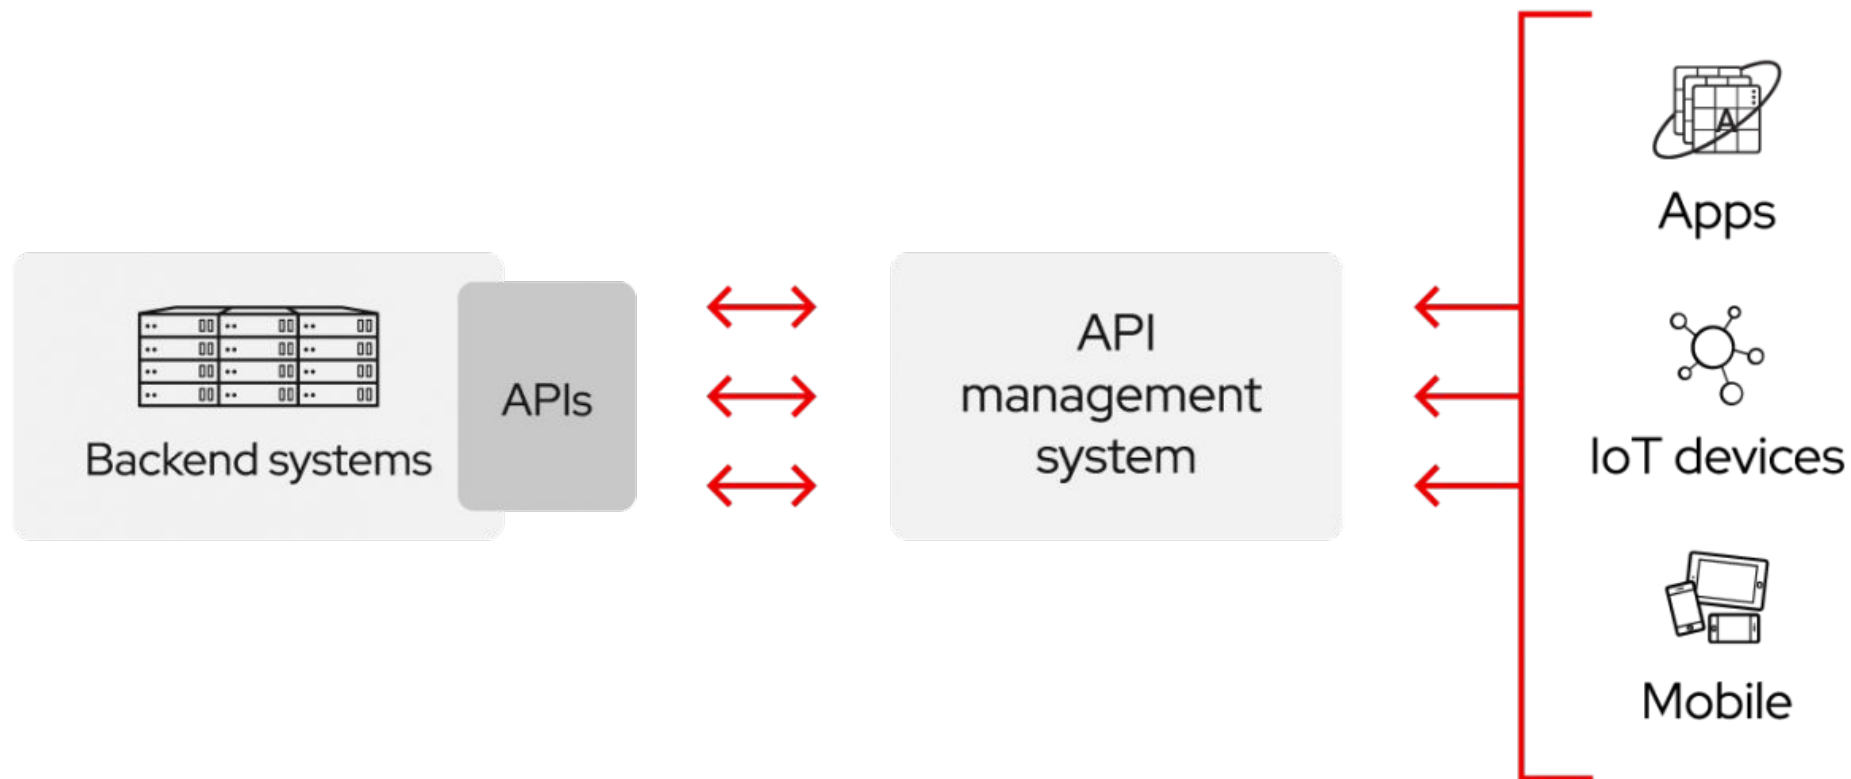 Backend systems
APIs
API
management
system
A
Apps
IoT devices
Mobile